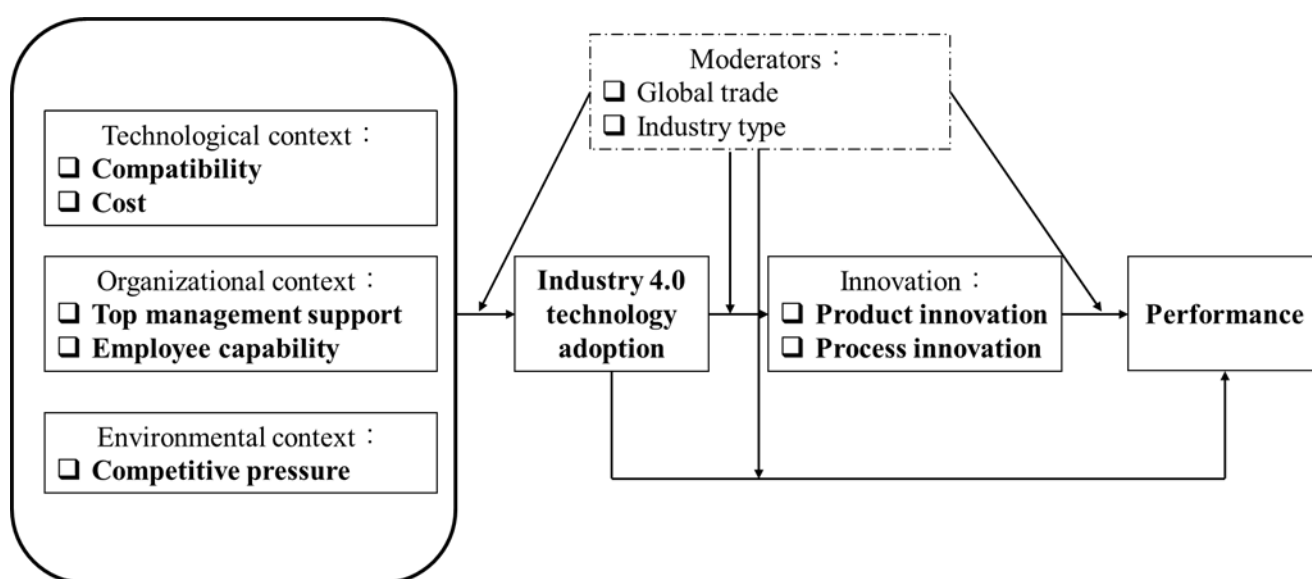 Moderators：
❑ Global trade
❑ Industry type
Technological context：
❑ Compatibility
❑ Cost
Organizational context：
❑ Top management support
❑ Employee capability
Environmental context：
❑ Competitive pressure
Industry 4.0
technology
adoption
Innovation：
❑ Product innovation
❑ Process innovation
Performance